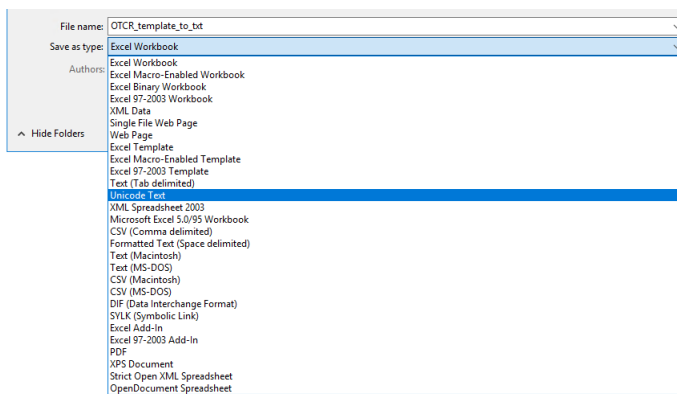 File name: OTCR_template_to_txt
Save as type: Excel Workbook
Authors:
Excel Workbook
Excel Macro-Enabled Workbook
Excel Binary Workbook
Excel 97-2003 Workbook
XML Data
Single File Web Page
Hide Folders
Web Page
Excel Template
Excel Macro-Enabled Template
Excel 97-2003 Template
Text (Tab delimited)
Unicode Text
XML Spreadsheet 2003
Microsoft Excel 5.0/95 Workbook
CSV (Comma delimited)
Formatted Text (Space delimited)
Text (Macintosh)
Text (MS-DOS)
CSV (Macintosh)
CSV (MS-DOS)
DIF (Data Interchange Format)
SYLK (Symbolic Link)
Excel Add-In
Excel 97-2003 Add-In
PDF
XPS Document
Strict Open XML Spreadsheet
OpenDocument Spreadsheet